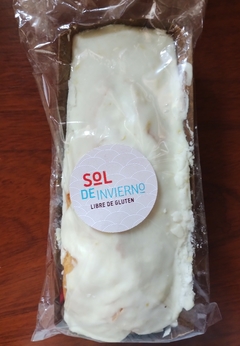 SOL
DE INVIERNO
LIBRE DE GLUTEN